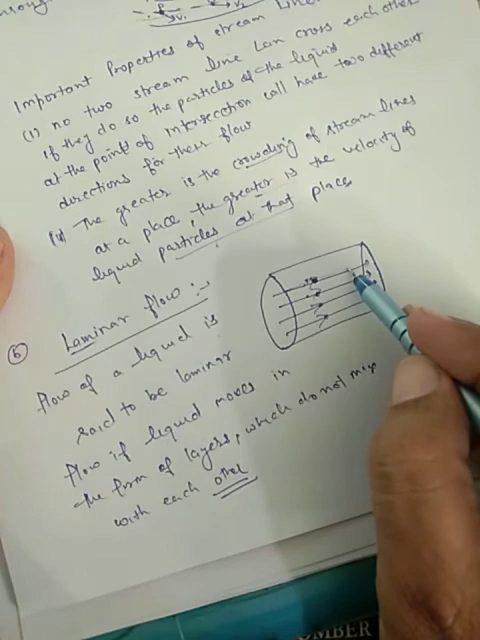 Important Properties of stream Line
(i) no two stream line can cross each other
if they do so the particles of the liquid
at the point of intersection will have two different
directions for their flow
(ii) The greater is the crowding of stream lines
at a place, the greater is the velocity of
liquid particles at that place
(5) Laminar flow :-
flow of a liquid is
said to be laminar
flow if liquid moves in
the form of layers, which do not mix
with each other
UMBER